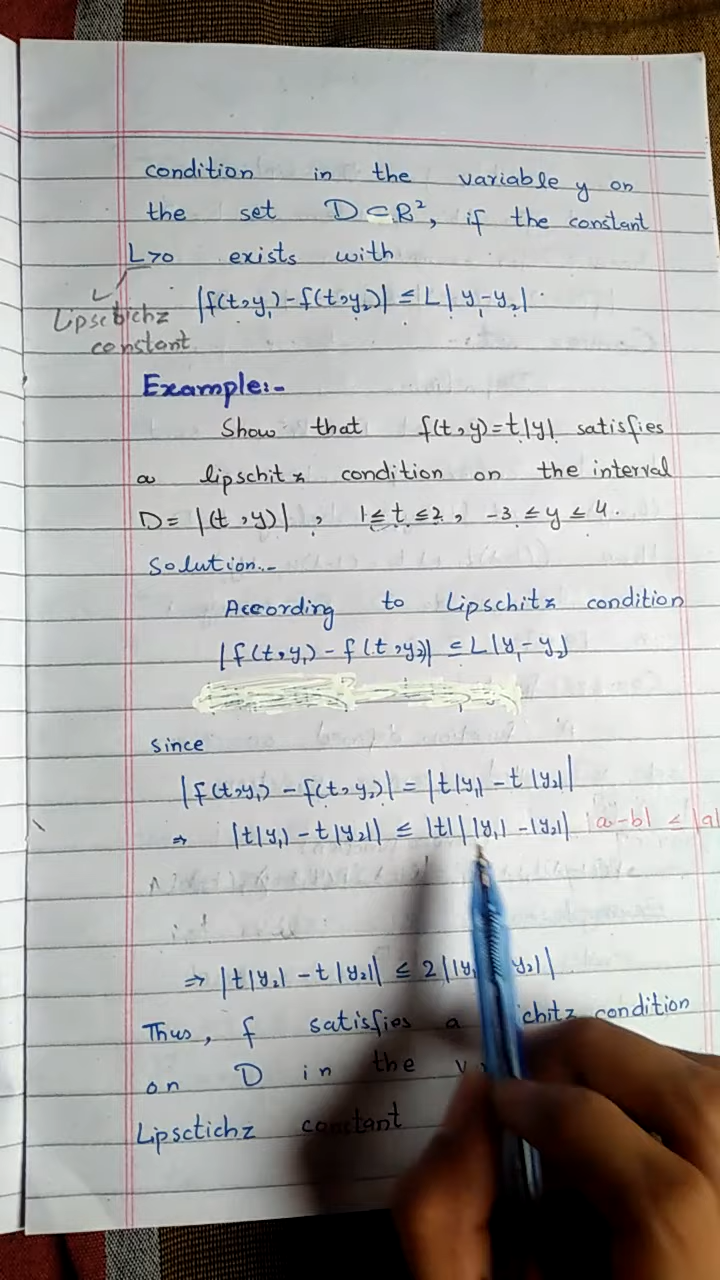 condition in the variable y on
the set D⊂R², if the constant
L>0 exists with
|f(t,y₁)-f(t,y₂)| ≤ L|y₁-y₂|.
Lipsctichz
constant
Example:-
Show that f(t,y)=t|y| satisfies
a lipschitz condition on the interval
D= |(t,y)|, 1≤t≤2, -3≤y≤4.
Solution:-
According to Lipschitz condition
|f(t,y₁)-f(t,y₂)| ≤L|y₁-y₂|
since
|f(t,y₁)-f(t,y₂)|=|t|y₁|-t|y₂||
⇒ |t|y₁|-t|y₂|| ≤ |t|||y₁|-|y₂|| |a-b| ≤ |a|
⇒ |t|y₂|-t|y₂|| ≤ 2||y₁ y₂||
Thus, f satisfies a chitz condition
on D in the
Lipsctichz constant